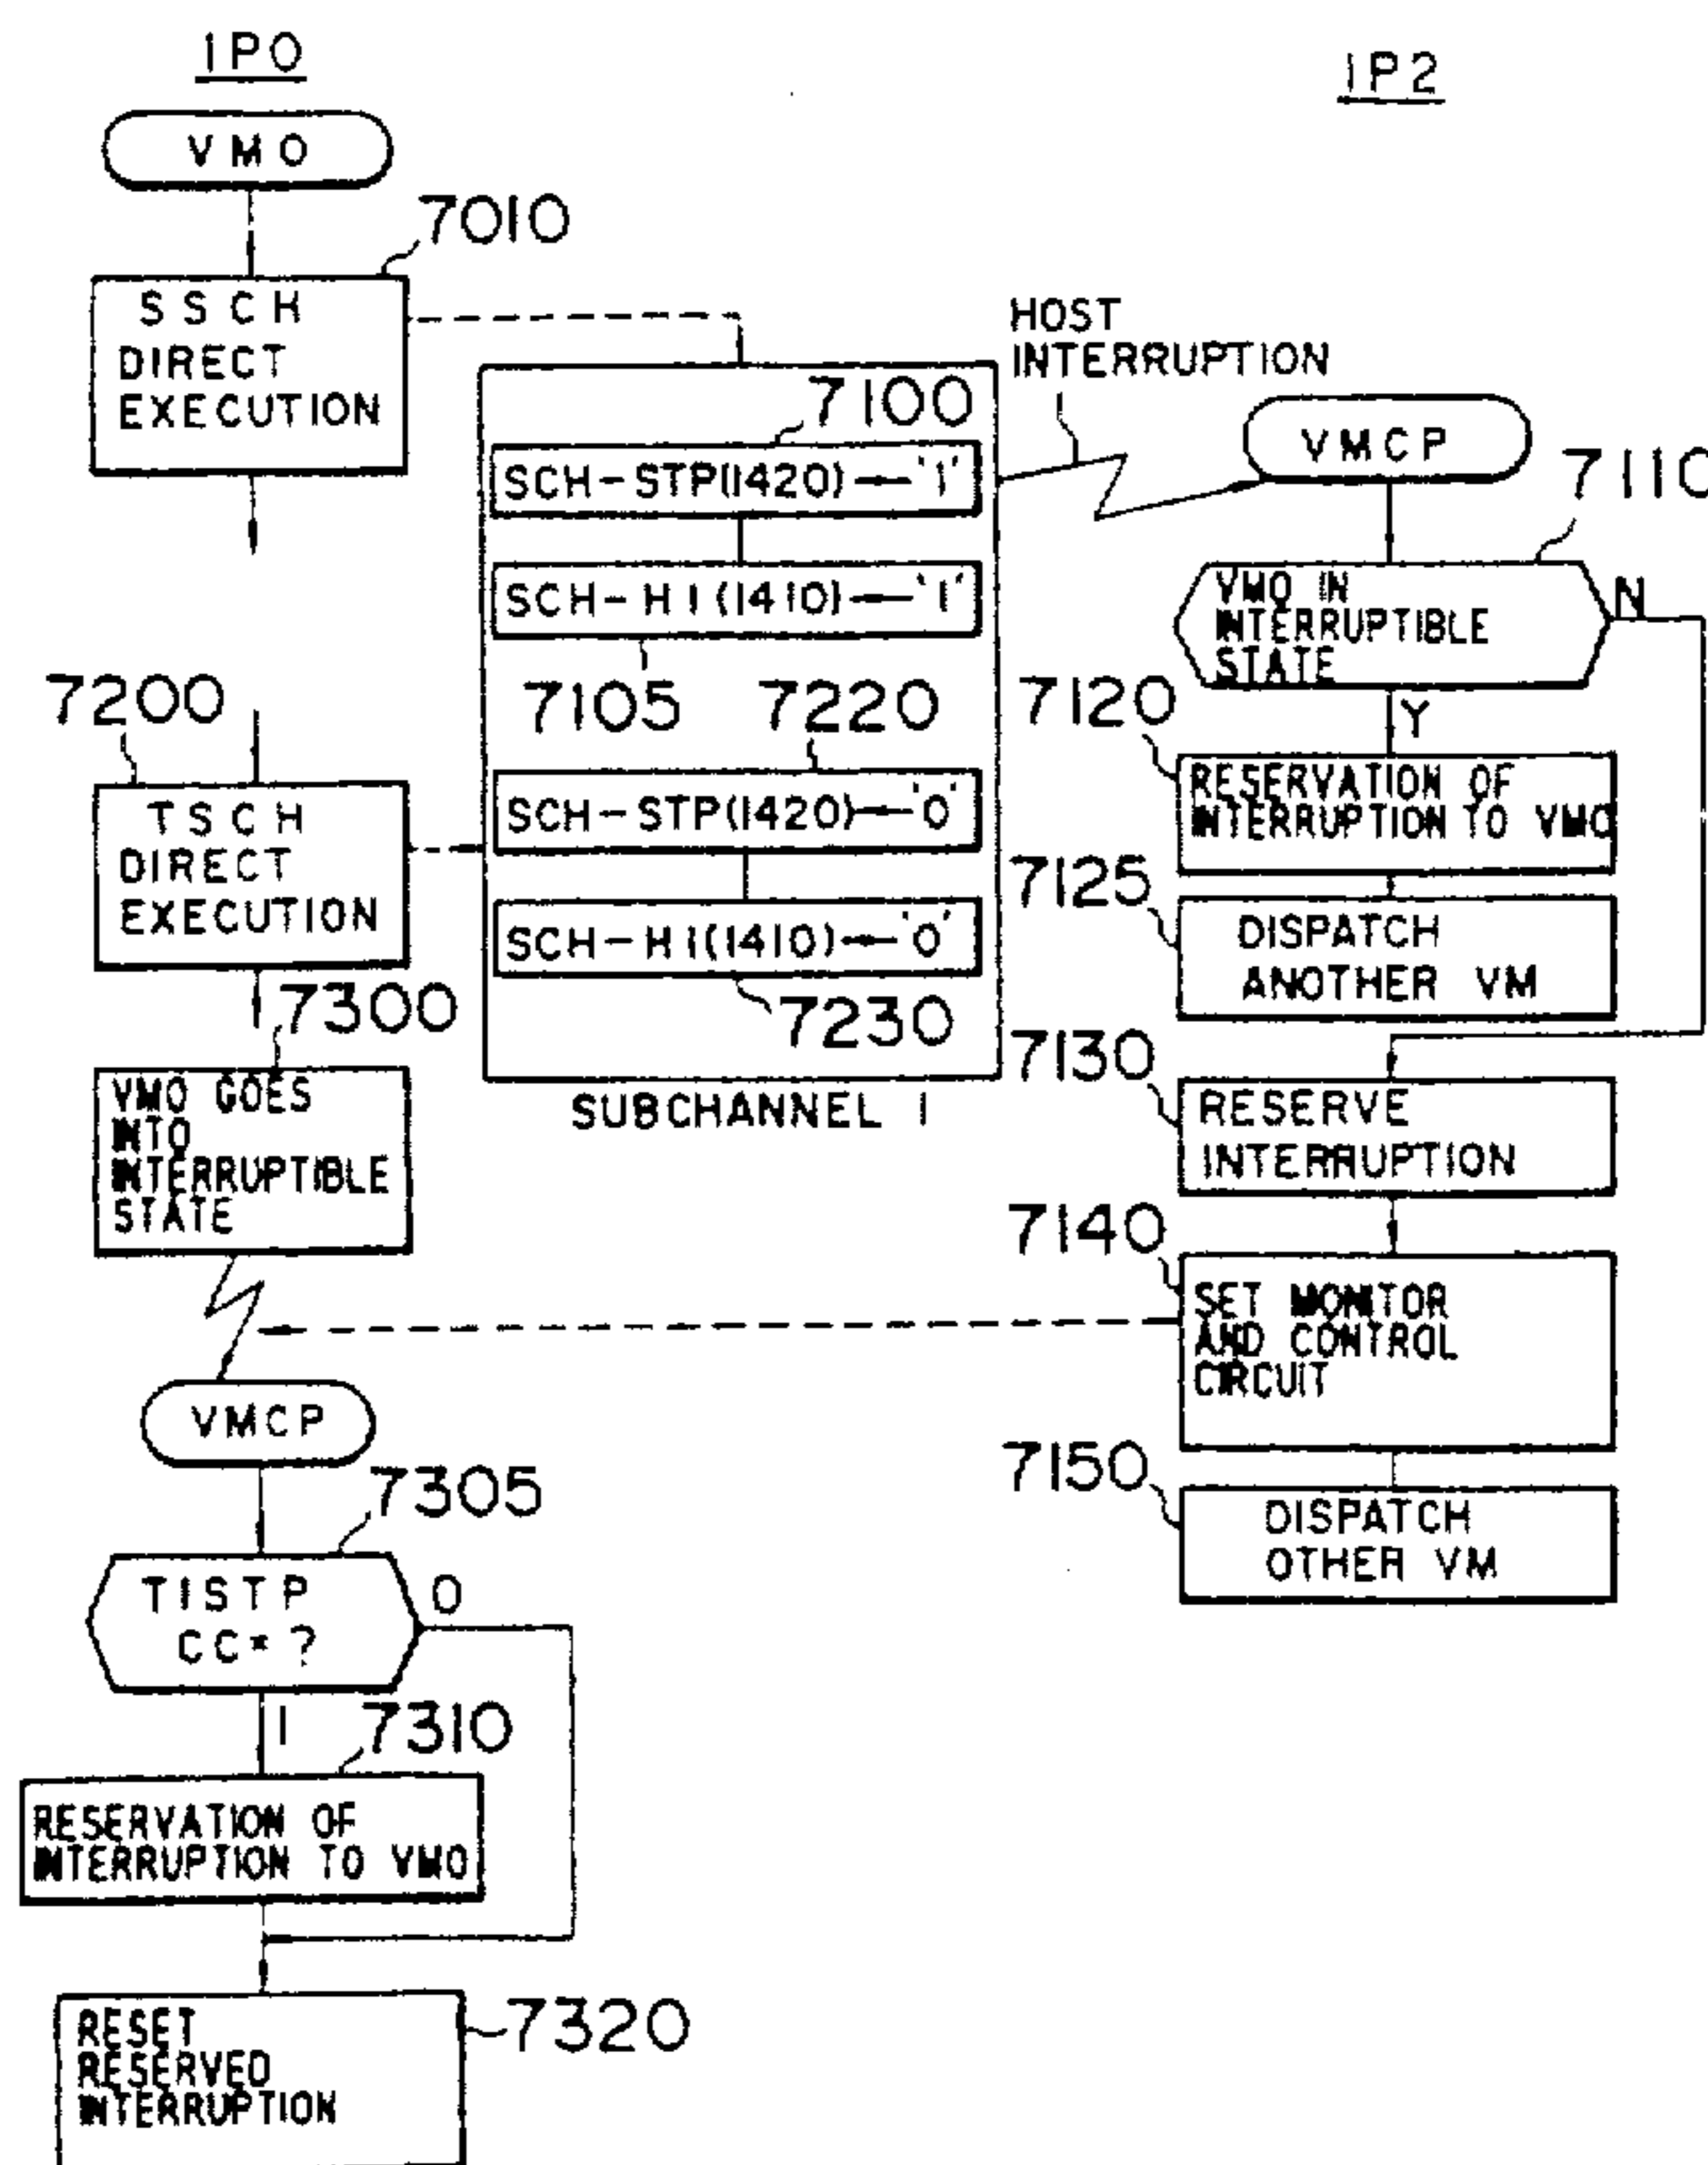 IP0
VM0
7010
SSCH
DIRECT
EXECUTION
7200
TSCH
DIRECT
EXECUTION
7300
VM0 GOES
INTO
INTERRUPTIBLE
STATE
VMCP
7305
TISTP
CC=?
0
1
7310
RESERVATION OF
INTERRUPTION TO VM0
RESET
RESERVED
INTERRUPTION
7320
7100
SCH-STP(1420)←'1'
SCH-HI(1410)←'1'
7105
7220
SCH-STP(1420)←'0'
SCH-HI(1410)←'0'
7230
SUBCHANNEL 1
HOST
INTERRUPTION
IP2
VMCP
7110
VM0 IN
INTERRUPTIBLE
STATE
N
Y
7120
RESERVATION OF
INTERRUPTION TO VM0
7125
DISPATCH
ANOTHER VM
7130
RESERVE
INTERRUPTION
7140
SET MONITOR
AND CONTROL
CIRCUIT
7150
DISPATCH
OTHER VM